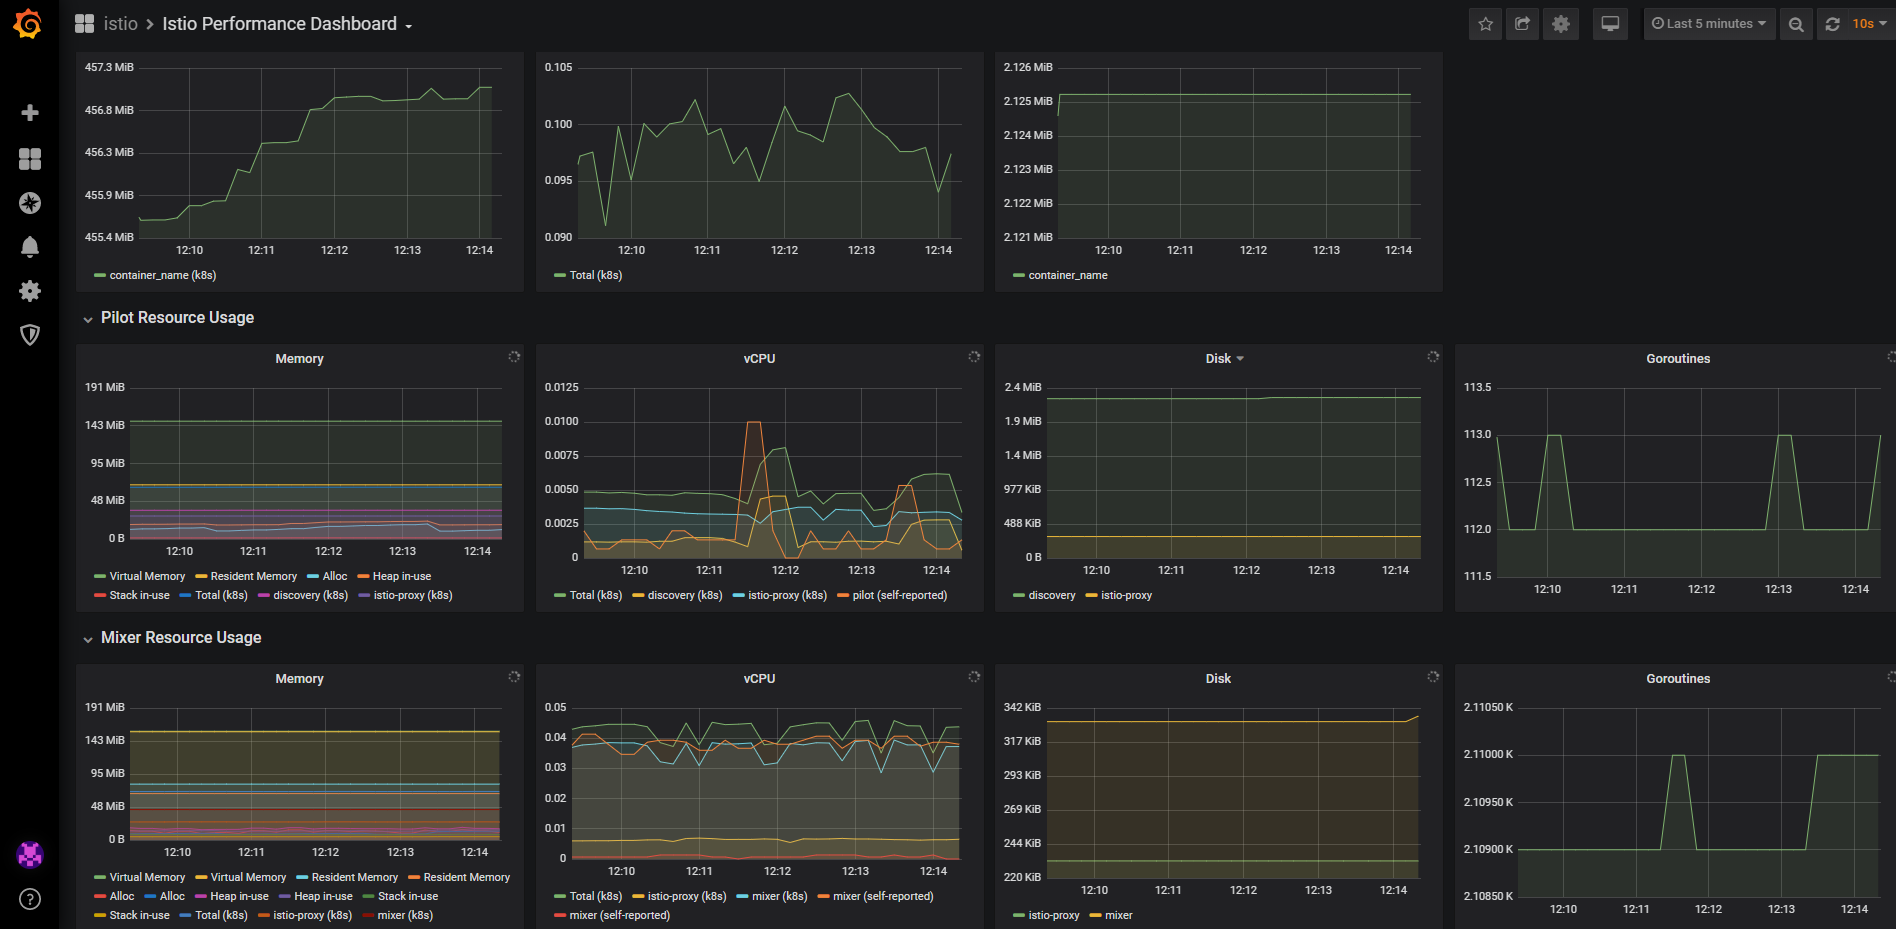 istio > Istio Performance Dashboard
Last 5 minutes
10s
457.3 MiB
456.8 MiB
456.3 MiB
455.9 MiB
455.4 MiB
12:10 12:11 12:12 12:13 12:14
container_name (k8s)
0.105
0.100
0.095
0.090
12:10 12:11 12:12 12:13 12:14
Total (k8s)
2.126 MiB
2.125 MiB
2.124 MiB
2.123 MiB
2.122 MiB
2.121 MiB
12:10 12:11 12:12 12:13 12:14
container_name
Pilot Resource Usage
Memory
191 MiB
143 MiB
95 MiB
48 MiB
0 B
12:10 12:11 12:12 12:13 12:14
Virtual Memory Resident Memory Alloc Heap in-use
Stack in-use Total (k8s) discovery (k8s) istio-proxy (k8s)
vCPU
0.0125
0.0100
0.0075
0.0050
0.0025
0
12:10 12:11 12:12 12:13 12:14
Total (k8s) discovery (k8s) istio-proxy (k8s) pilot (self-reported)
Disk
2.4 MiB
1.9 MiB
1.4 MiB
977 KiB
488 KiB
0 B
12:10 12:11 12:12 12:13 12:14
discovery istio-proxy
Goroutines
113.5
113.0
112.5
112.0
111.5
12:10 12:11 12:12 12:13 12:14
Mixer Resource Usage
Memory
191 MiB
143 MiB
95 MiB
48 MiB
0 B
12:10 12:11 12:12 12:13 12:14
Virtual Memory Virtual Memory Resident Memory Resident Memory
Alloc Alloc Heap in-use Heap in-use Stack in-use
Stack in-use Total (k8s) istio-proxy (k8s) mixer (k8s)
vCPU
0.05
0.04
0.03
0.02
0.01
0
12:10 12:11 12:12 12:13 12:14
Total (k8s) istio-proxy (k8s) mixer (k8s) mixer (self-reported)
mixer (self-reported)
Disk
342 KiB
317 KiB
293 KiB
269 KiB
244 KiB
220 KiB
12:10 12:11 12:12 12:13 12:14
istio-proxy mixer
Goroutines
2.11050 K
2.11000 K
2.10950 K
2.10900 K
2.10850 K
12:10 12:11 12:12 12:13 12:14